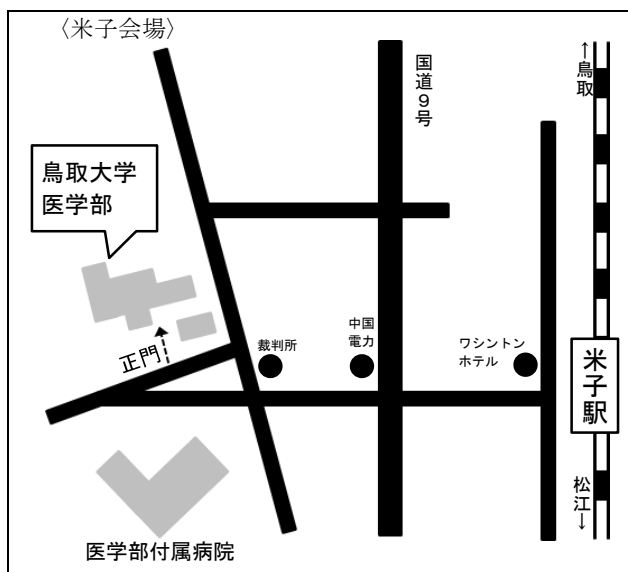 〈米子会場〉
国道９号
←鳥取
鳥取大学
医学部
正門
裁判所
中国
電力
ワシントン
ホテル
米子駅
松江→
医学部付属病院